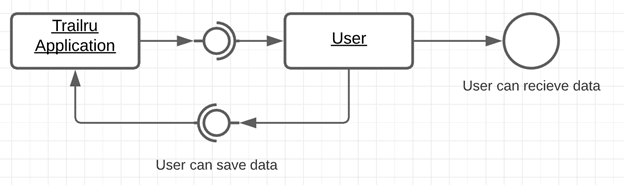 Trailru
Application
User
User can recieve data
User can save data